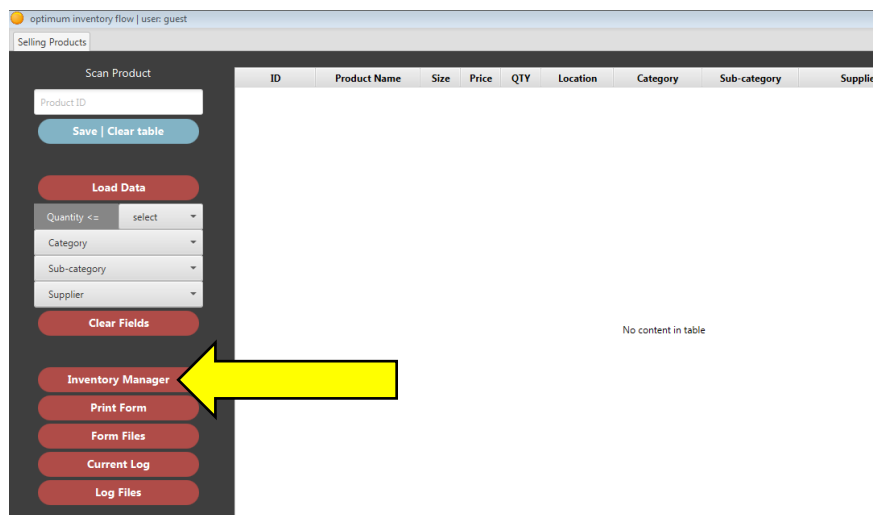 optimum inventory flow | user: guest
Selling Products
Scan Product
Product ID
Save | Clear table
Load Data
Quantity <= select
Category
Sub-category
Supplier
Clear Fields
Inventory Manager
Print Form
Form Files
Current Log
Log Files
ID Product Name Size Price QTY Location Category Sub-category Supplie
No content in table